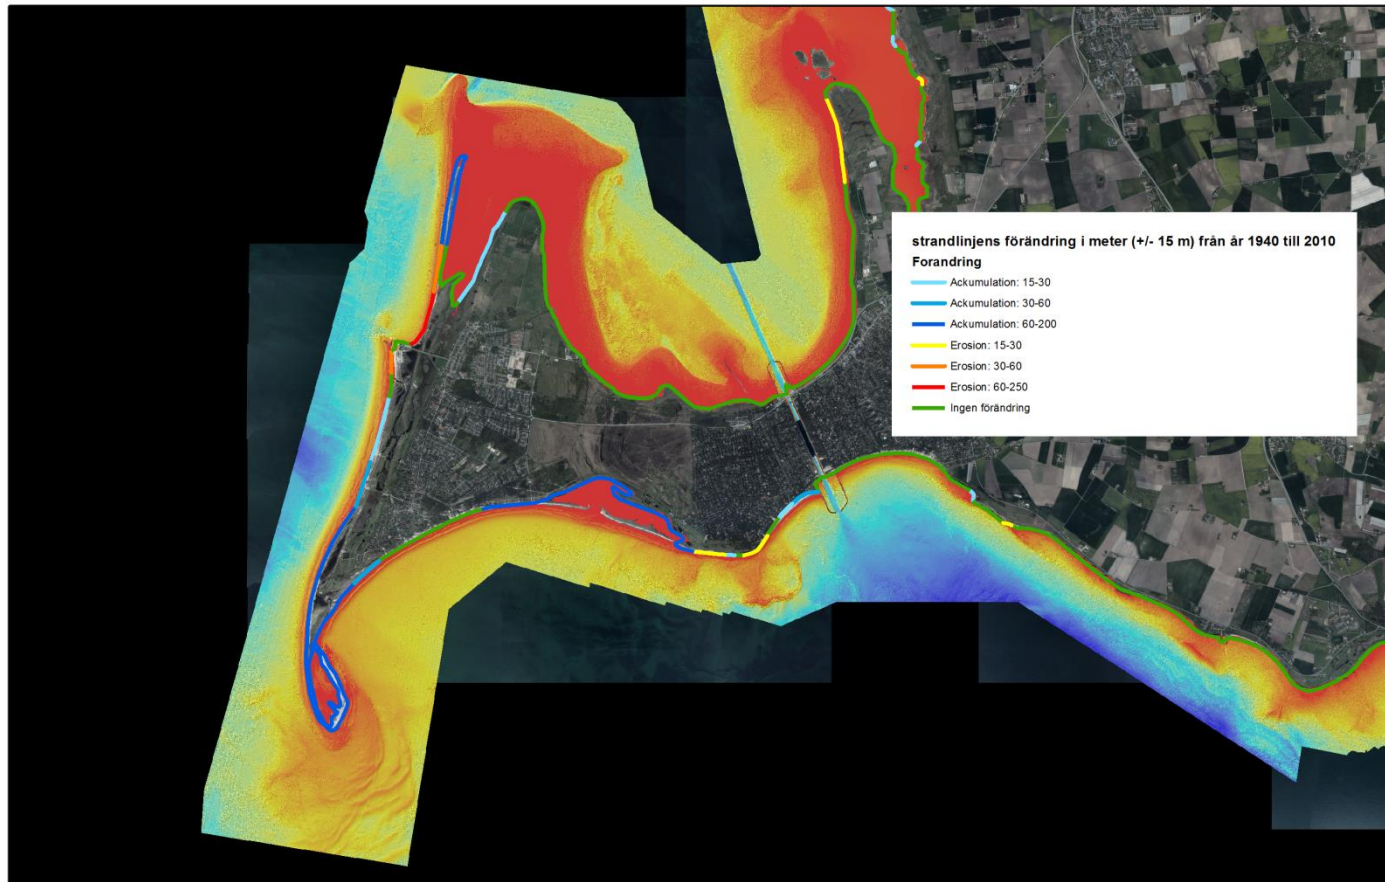 strandlinjens förändring i meter (+/- 15 m) från år 1940 till 2010
Forandring
Ackumulation: 15-30
Ackumulation: 30-60
Ackumulation: 60-200
Erosion: 15-30
Erosion: 30-60
Erosion: 60-250
Ingen förändring